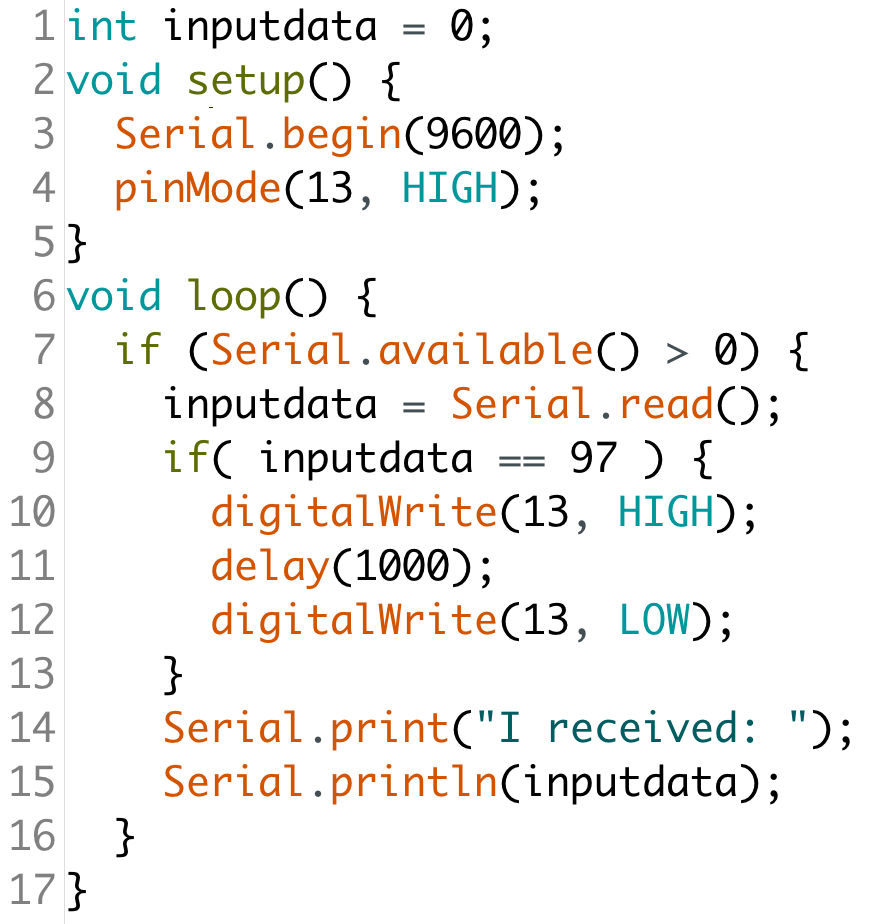 1 int inputdata = 0;
2 void setup() {
3   Serial.begin(9600);
4   pinMode(13, HIGH);
5 }
6 void loop() {
7   if (Serial.available() > 0) {
8     inputdata = Serial.read();
9     if( inputdata == 97 ) {
10       digitalWrite(13, HIGH);
11       delay(1000);
12       digitalWrite(13, LOW);
13     }
14     Serial.print("I received: ");
15     Serial.println(inputdata);
16   }
17 }